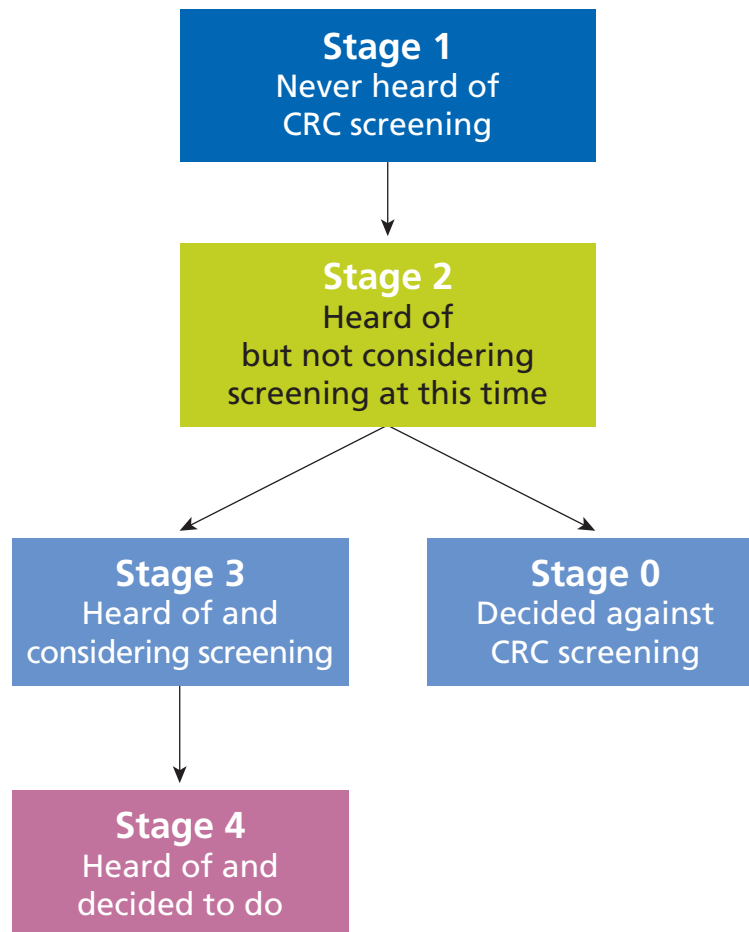 Stage 1
Never heard of
CRC screening
Stage 2
Heard of
but not considering
screening at this time
Stage 3
Heard of and
considering screening
Stage 0
Decided against
CRC screening
Stage 4
Heard of and
decided to do